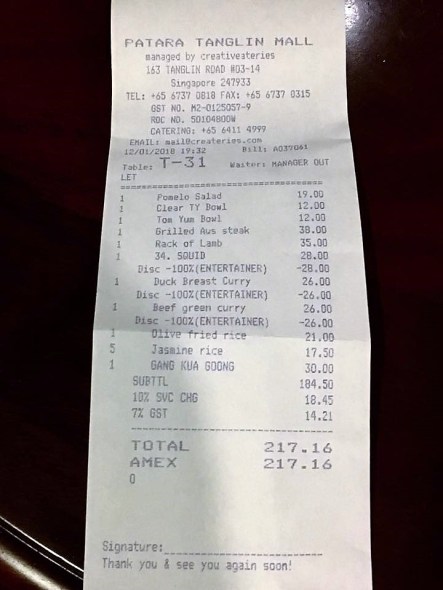 PATARA TANGLIN MALL
managed by creativeateries
163 TANGLIN ROAD #03-14
Singapore 247933
TEL: +65 6737 0818 FAX: +65 6737 0315
GST NO. M2-0125057-9
ROC NO. 50104800W
CATERING: +65 6411 4999
EMAIL: mail@createries.com
12/01/2018 19:32 Bill: A037061
Table: T-31 Waiter: MANAGER OUT
LET
1 Pomelo Salad 19.00
1 Clear TY Bowl 12.00
1 Tom Yum Bowl 12.00
1 Grilled Aus steak 38.00
1 Rack of Lamb 35.00
1 34. SQUID 28.00
Disc -100%(ENTERTAINER) -28.00
1 Duck Breast Curry 26.00
Disc -100%(ENTERTAINER) -26.00
1 Beef green curry 26.00
Disc -100%(ENTERTAINER) -26.00
1 Olive fried rice 21.00
5 Jasmine rice 17.50
1 GANG KUA GOONG 30.00
SUBTTL 184.50
10% SVC CHG 18.45
7% GST 14.21
TOTAL 217.16
AMEX 217.16
0
Signature:
Thank you & see you again soon!